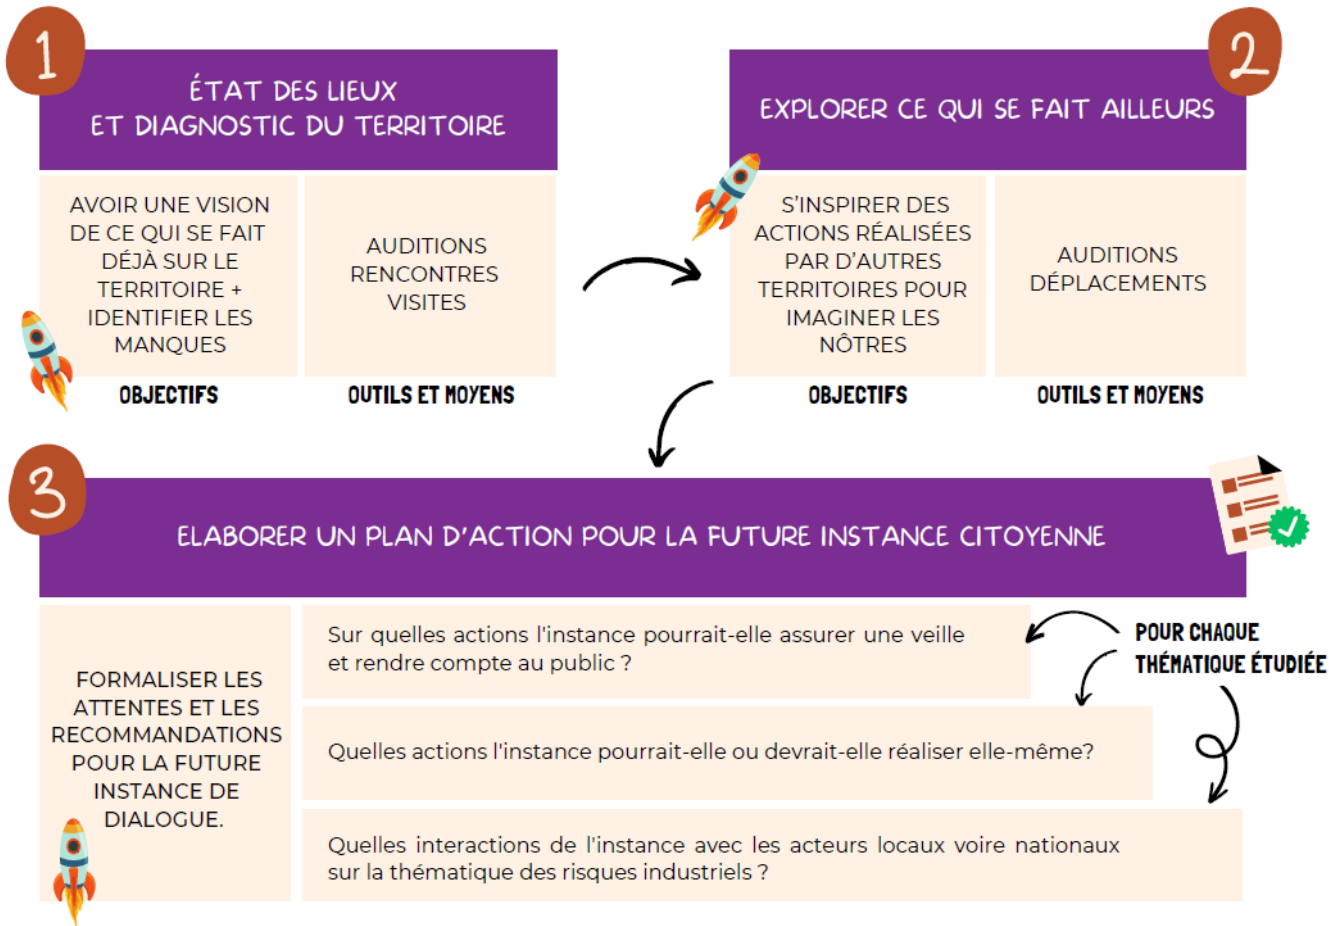 1
ÉTAT DES LIEUX
ET DIAGNOSTIC DU TERRITOIRE
AVOIR UNE VISION
DE CE QUI SE FAIT
DÉJÀ SUR LE
TERRITOIRE +
IDENTIFIER LES
MANQUES
OBJECTIFS
AUDITIONS
RENCONTRES
VISITES
OUTILS ET MOYENS
2
EXPLORER CE QUI SE FAIT AILLEURS
S'INSPIRER DES
ACTIONS RÉALISÉES
PAR D'AUTRES
TERRITOIRES POUR
IMAGINER LES
NÔTRES
OBJECTIFS
AUDITIONS
DÉPLACEMENTS
OUTILS ET MOYENS
3
ELABORER UN PLAN D'ACTION POUR LA FUTURE INSTANCE CITOYENNE
FORMALISER LES
ATTENTES ET LES
RECOMMANDATIONS
POUR LA FUTURE
INSTANCE DE
DIALOGUE.
Sur quelles actions l'instance pourrait-elle assurer une veille
et rendre compte au public ?
Quelles actions l'instance pourrait-elle ou devrait-elle réaliser elle-même?
Quelles interactions de l'instance avec les acteurs locaux voire nationaux
sur la thématique des risques industriels ?
POUR CHAQUE
THÉMATIQUE ÉTUDIÉE